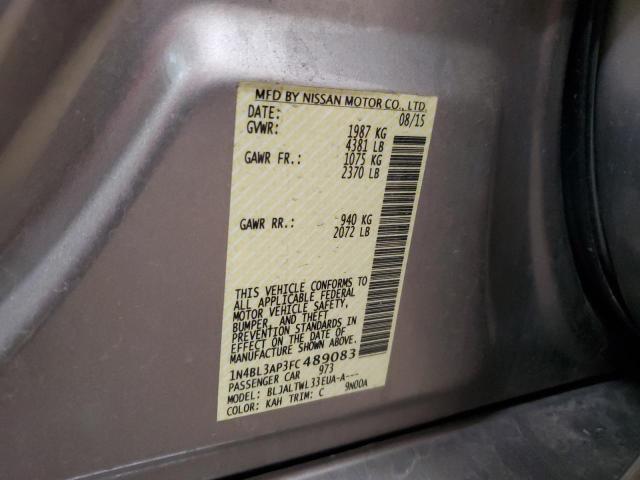 MFD BY NISSAN MOTOR CO., LTD.
DATE: 08/15
GVWR: 1987 KG
4381 LB
GAWR FR.: 1075 KG
2370 LB
GAWR RR.: 940 KG
2072 LB
THIS VEHICLE CONFORMS TO
ALL APPLICABLE FEDERAL
MOTOR VEHICLE SAFETY,
BUMPER, AND THEFT
PREVENTION STANDARDS IN
EFFECT ON THE DATE OF
MANUFACTURE SHOWN ABOVE.
1N4BL3AP3FC489083
PASSENGER CAR 973
MODEL: BLJALTWL33EUA-A---
COLOR: KAH TRIM: C 9N00A